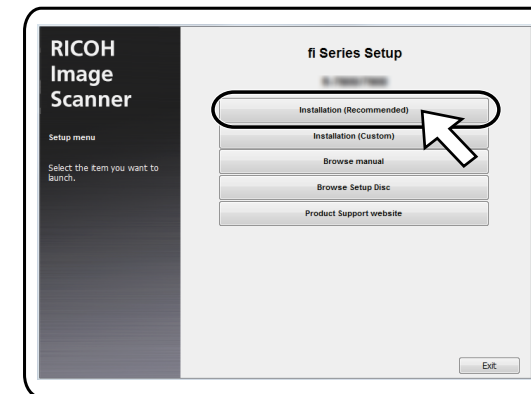 RICOH
Image
Scanner
Setup menu
Select the item you want to
launch.
fi Series Setup
Installation (Recommended)
Installation (Custom)
Browse manual
Browse Setup Disc
Product Support website
Exit